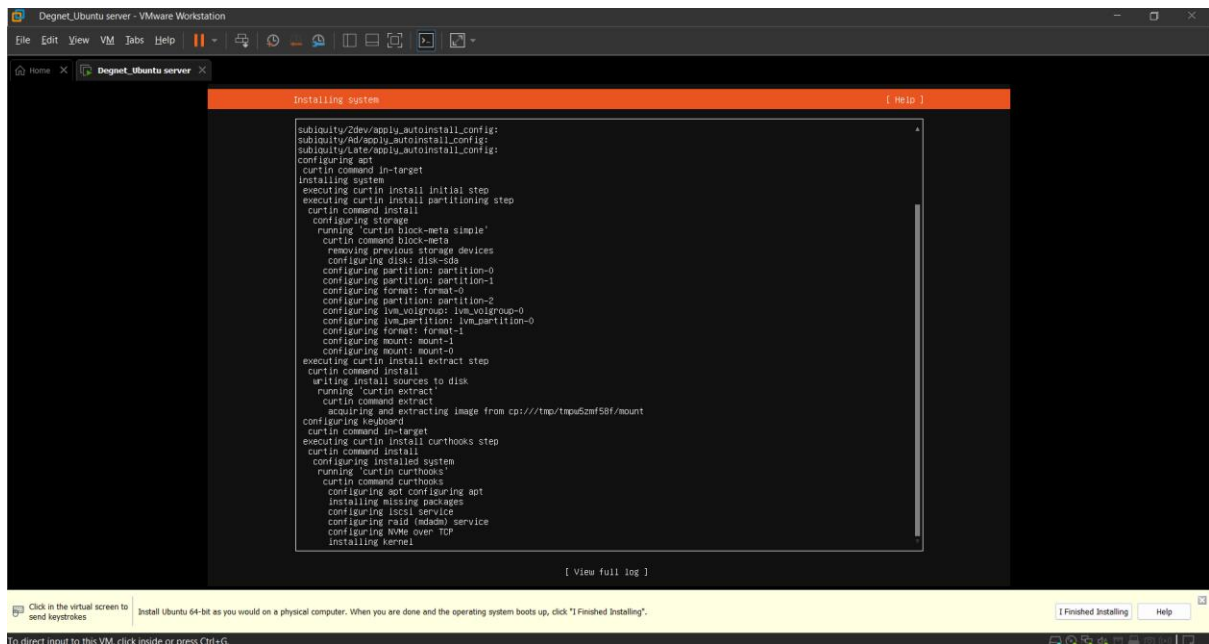 Degnet_Ubuntu server - VMware Workstation
File Edit View VM Tabs Help
Home Degnet_Ubuntu server
Installing system [ Help ]
subiquity/Zdev/apply_autoinstall_config:
subiquity/Ad/apply_autoinstall_config:
subiquity/Late/apply_autoinstall_config:
configuring apt
curtin command in-target
installing system
executing curtin install initial step
executing curtin install partitioning step
curtin command install
configuring storage
running 'curtin block-meta simple'
curtin command block-meta
removing previous storage devices
configuring disk: disk-sda
configuring partition: partition-0
configuring partition: partition-1
configuring format: format-0
configuring partition: partition-2
configuring lvm_volgroup: lvm_volgroup-0
configuring lvm_partition: lvm_partition-0
configuring format: format-1
configuring mount: mount-1
configuring mount: mount-0
executing curtin install extract step
curtin command install
writing install sources to disk
running 'curtin extract'
curtin command extract
acquiring and extracting image from cp:///tmp/tmpw5zmf58f/mount
configuring keyboard
curtin command in-target
executing curtin install curthooks step
curtin command install
configuring installed system
running 'curtin curthooks'
curtin command curthooks
configuring apt configuring apt
installing missing packages
configuring iscsi service
configuring raid (mdadm) service
configuring NVMe over TCP
installing kernel
[ View full log ]
Click in the virtual screen to
send keystrokes
Install Ubuntu 64-bit as you would on a physical computer. When you are done and the operating system boots up, click "I Finished Installing".
I Finished Installing Help
To direct input to this VM, click inside or press Ctrl+G.